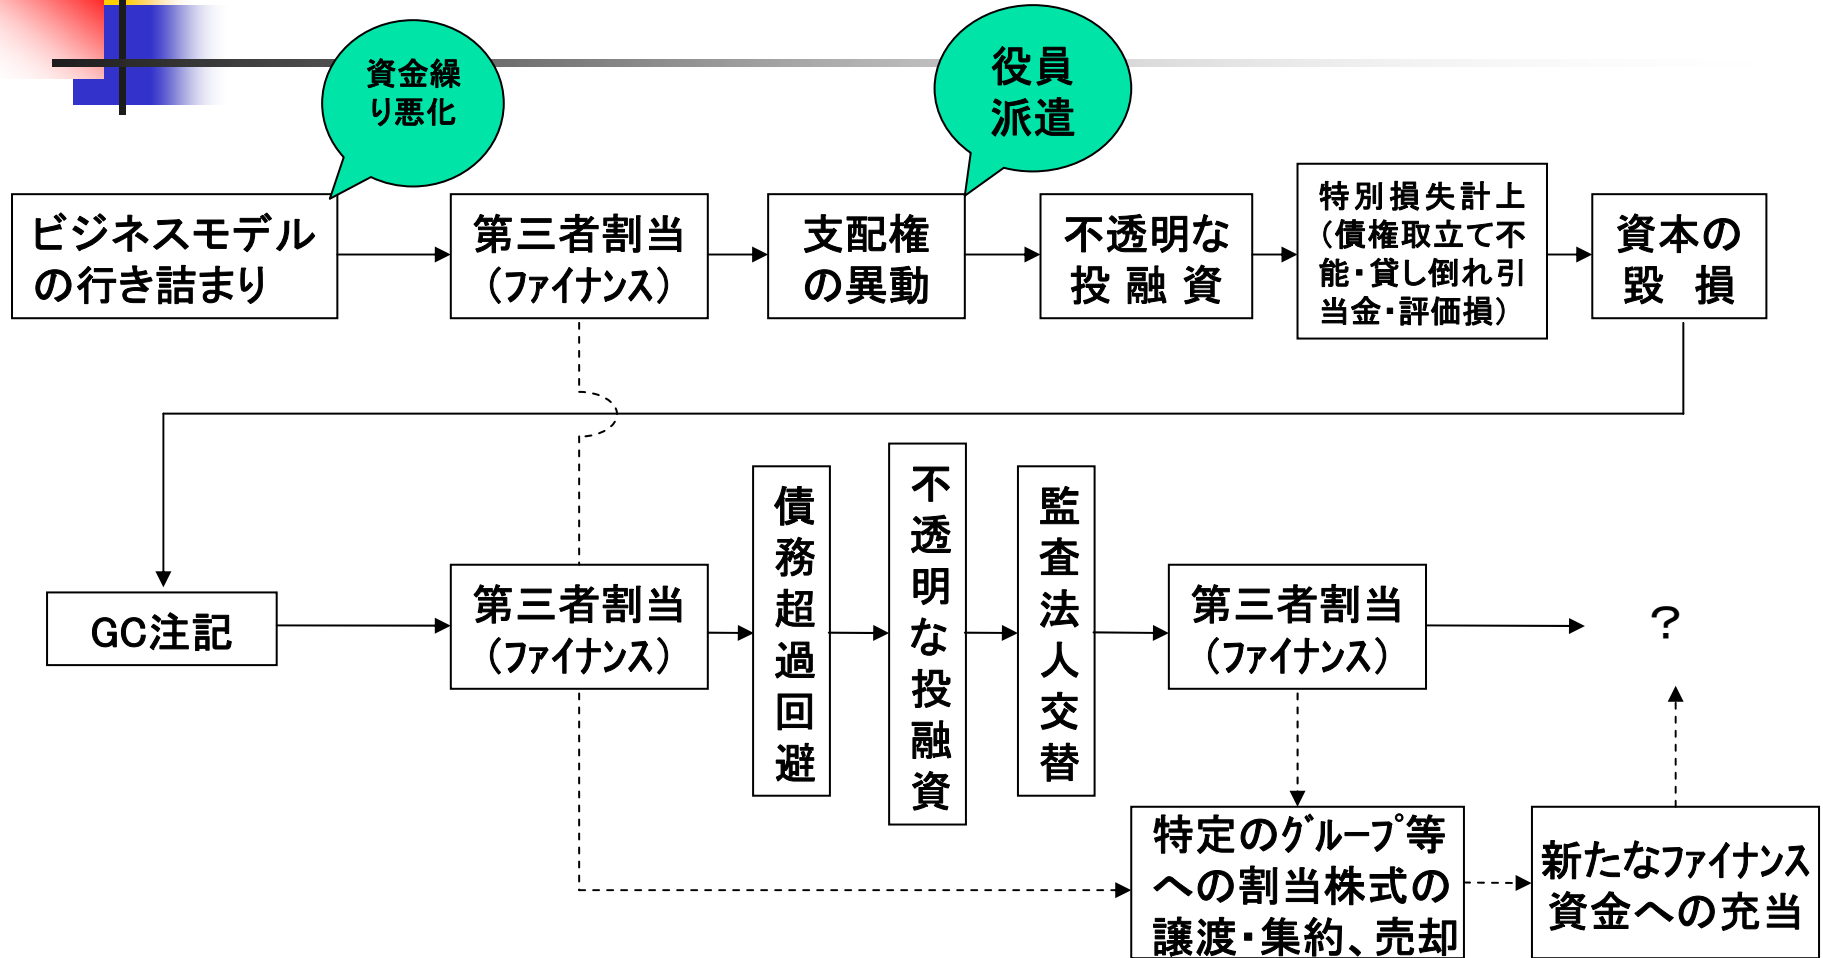 資金繰
り悪化
役員
派遣
ビジネスモデル
の行き詰まり
第三者割当
（ファイナンス）
支配権
の異動
不透明な
投融資
特別損失計上
（債権取立て不
能・貸し倒れ引
当金・評価損）
資本の
毀損
GC注記
第三者割当
（ファイナンス）
債務超過回避
不透明な投融資
監査法人交替
第三者割当
（ファイナンス）
？
特定のグループ等
への割当株式の
譲渡・集約、売却
新たなファイナンス
資金への充当